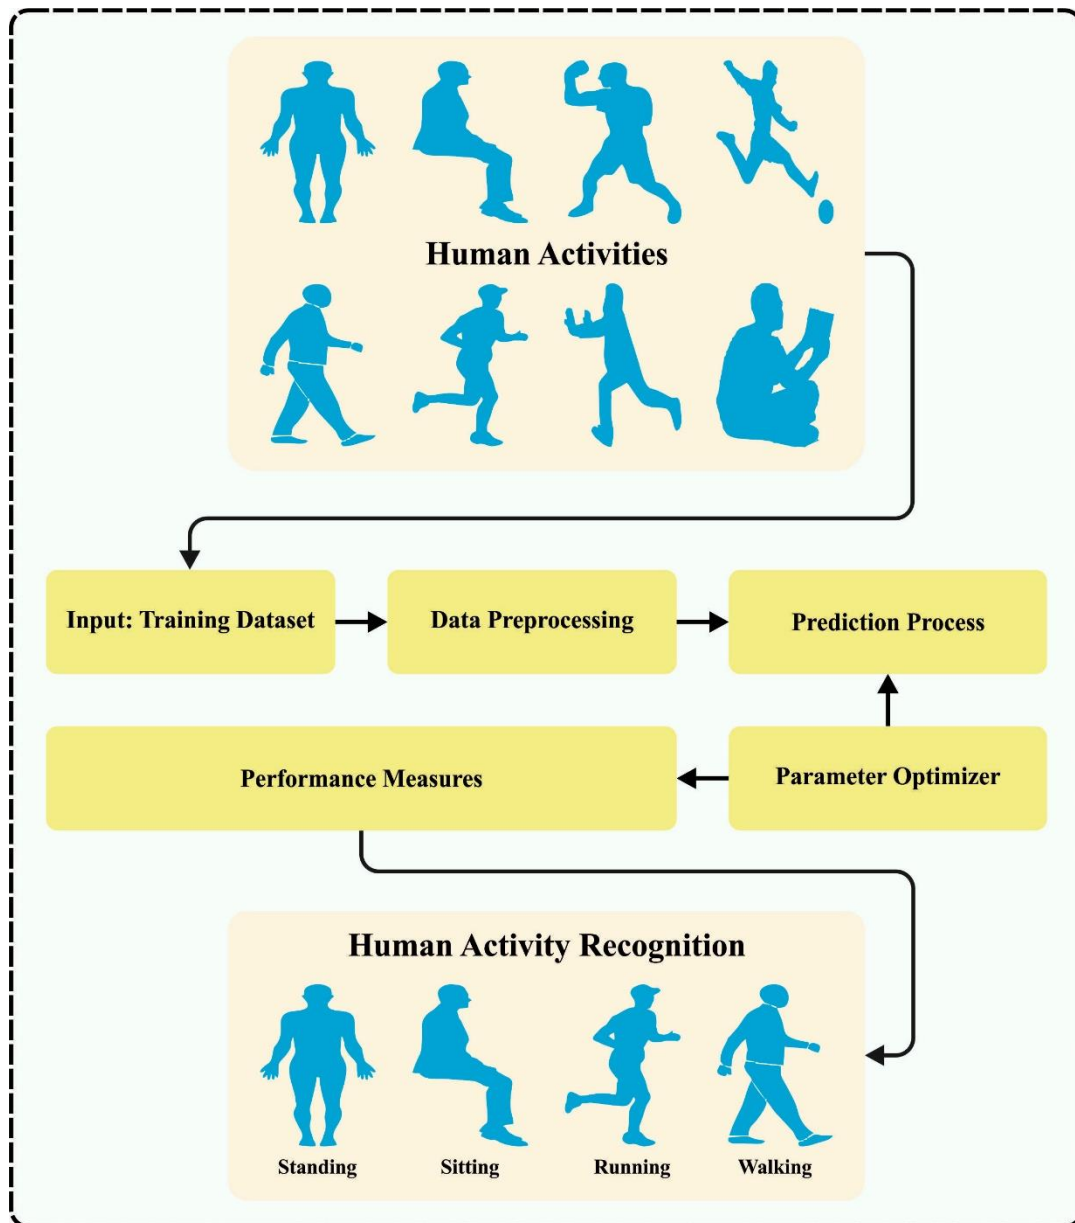 Human Activities
Input: Training Dataset
Data Preprocessing
Prediction Process
Performance Measures
Parameter Optimizer
Human Activity Recognition
Standing
Sitting
Running
Walking